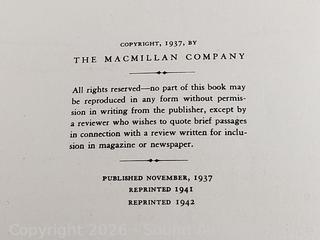 COPYRIGHT, 1937, BY
THE MACMILLAN COMPANY
All rights reserved—no part of this book may
be reproduced in any form without permis-
sion in writing from the publisher, except by
a reviewer who wishes to quote brief passages
in connection with a review written for inclu-
sion in magazine or newspaper.
PUBLISHED NOVEMBER, 1937
REPRINTED 1941
REPRINTED 1942